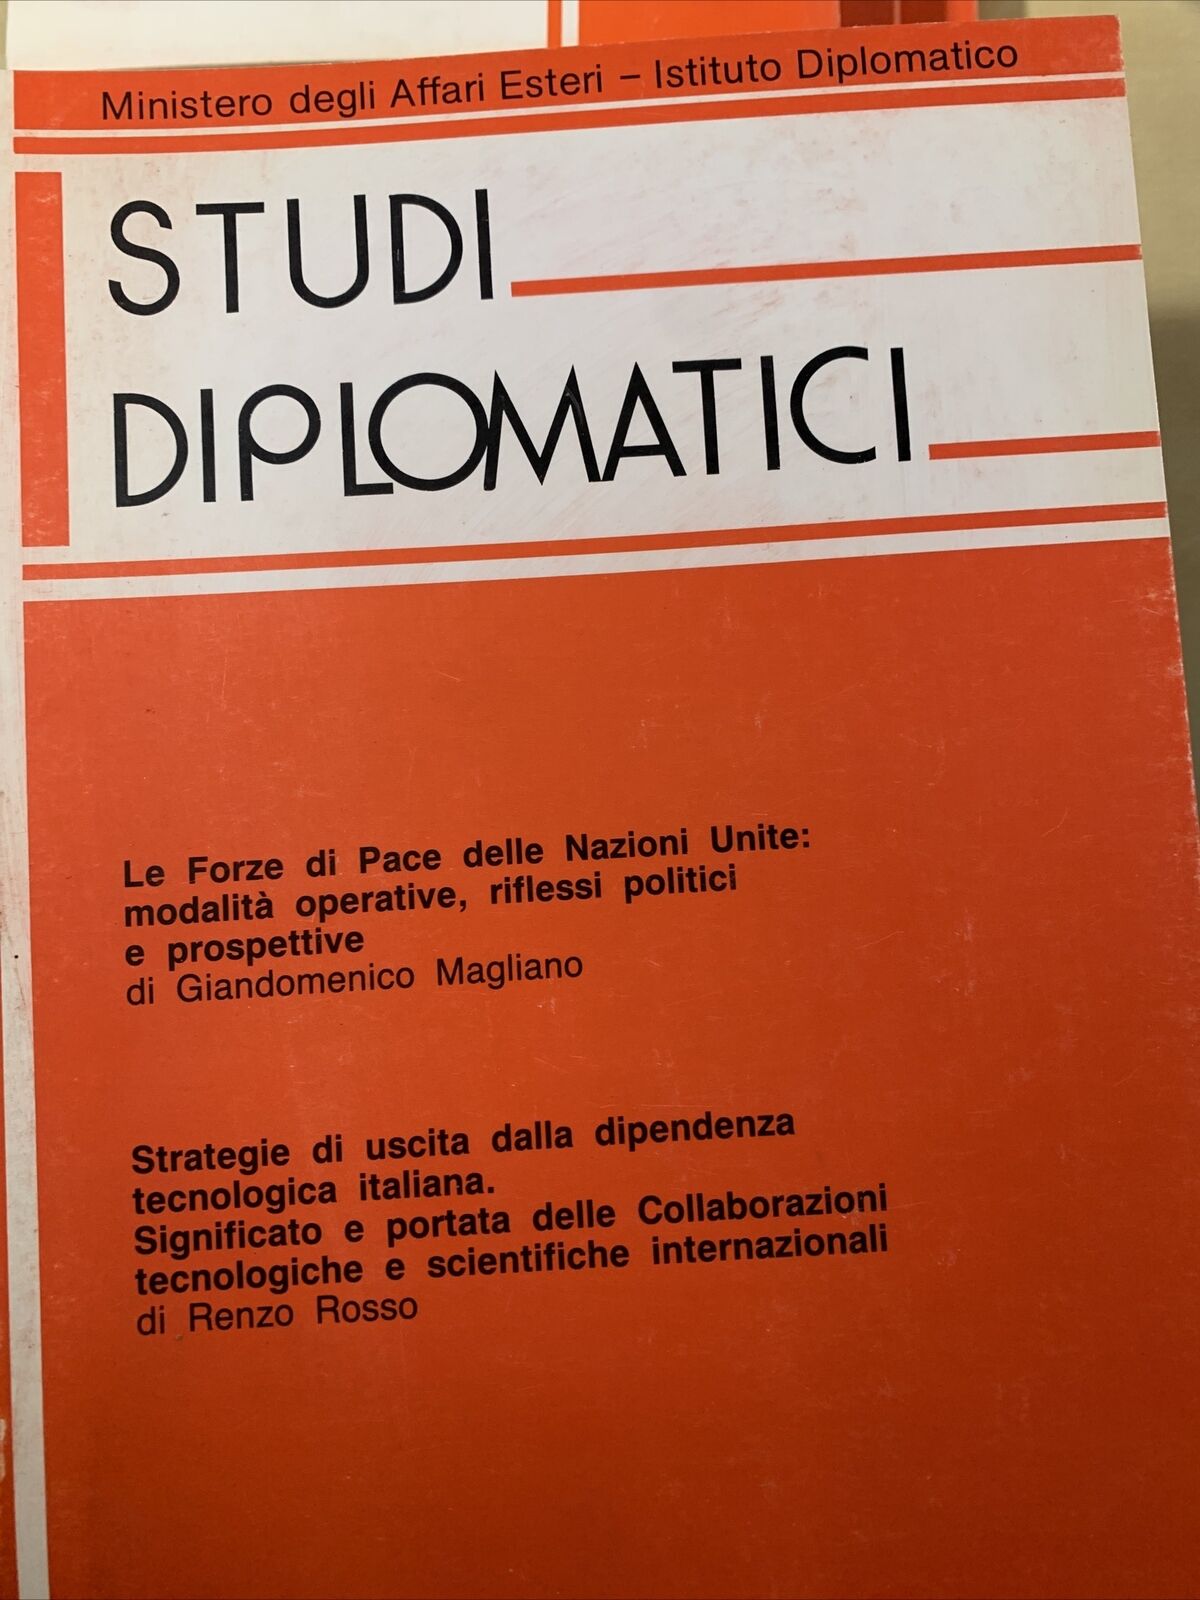 Ministero degli Affari Esteri – Istituto Diplomatico
STUDI
DIPLOMATICI
Le Forze di Pace delle Nazioni Unite:
modalità operative, riflessi politici
e prospettive
di Giandomenico Magliano
Strategie di uscita dalla dipendenza
tecnologica italiana.
Significato e portata delle Collaborazioni
tecnologiche e scientifiche internazionali
di Renzo Rosso